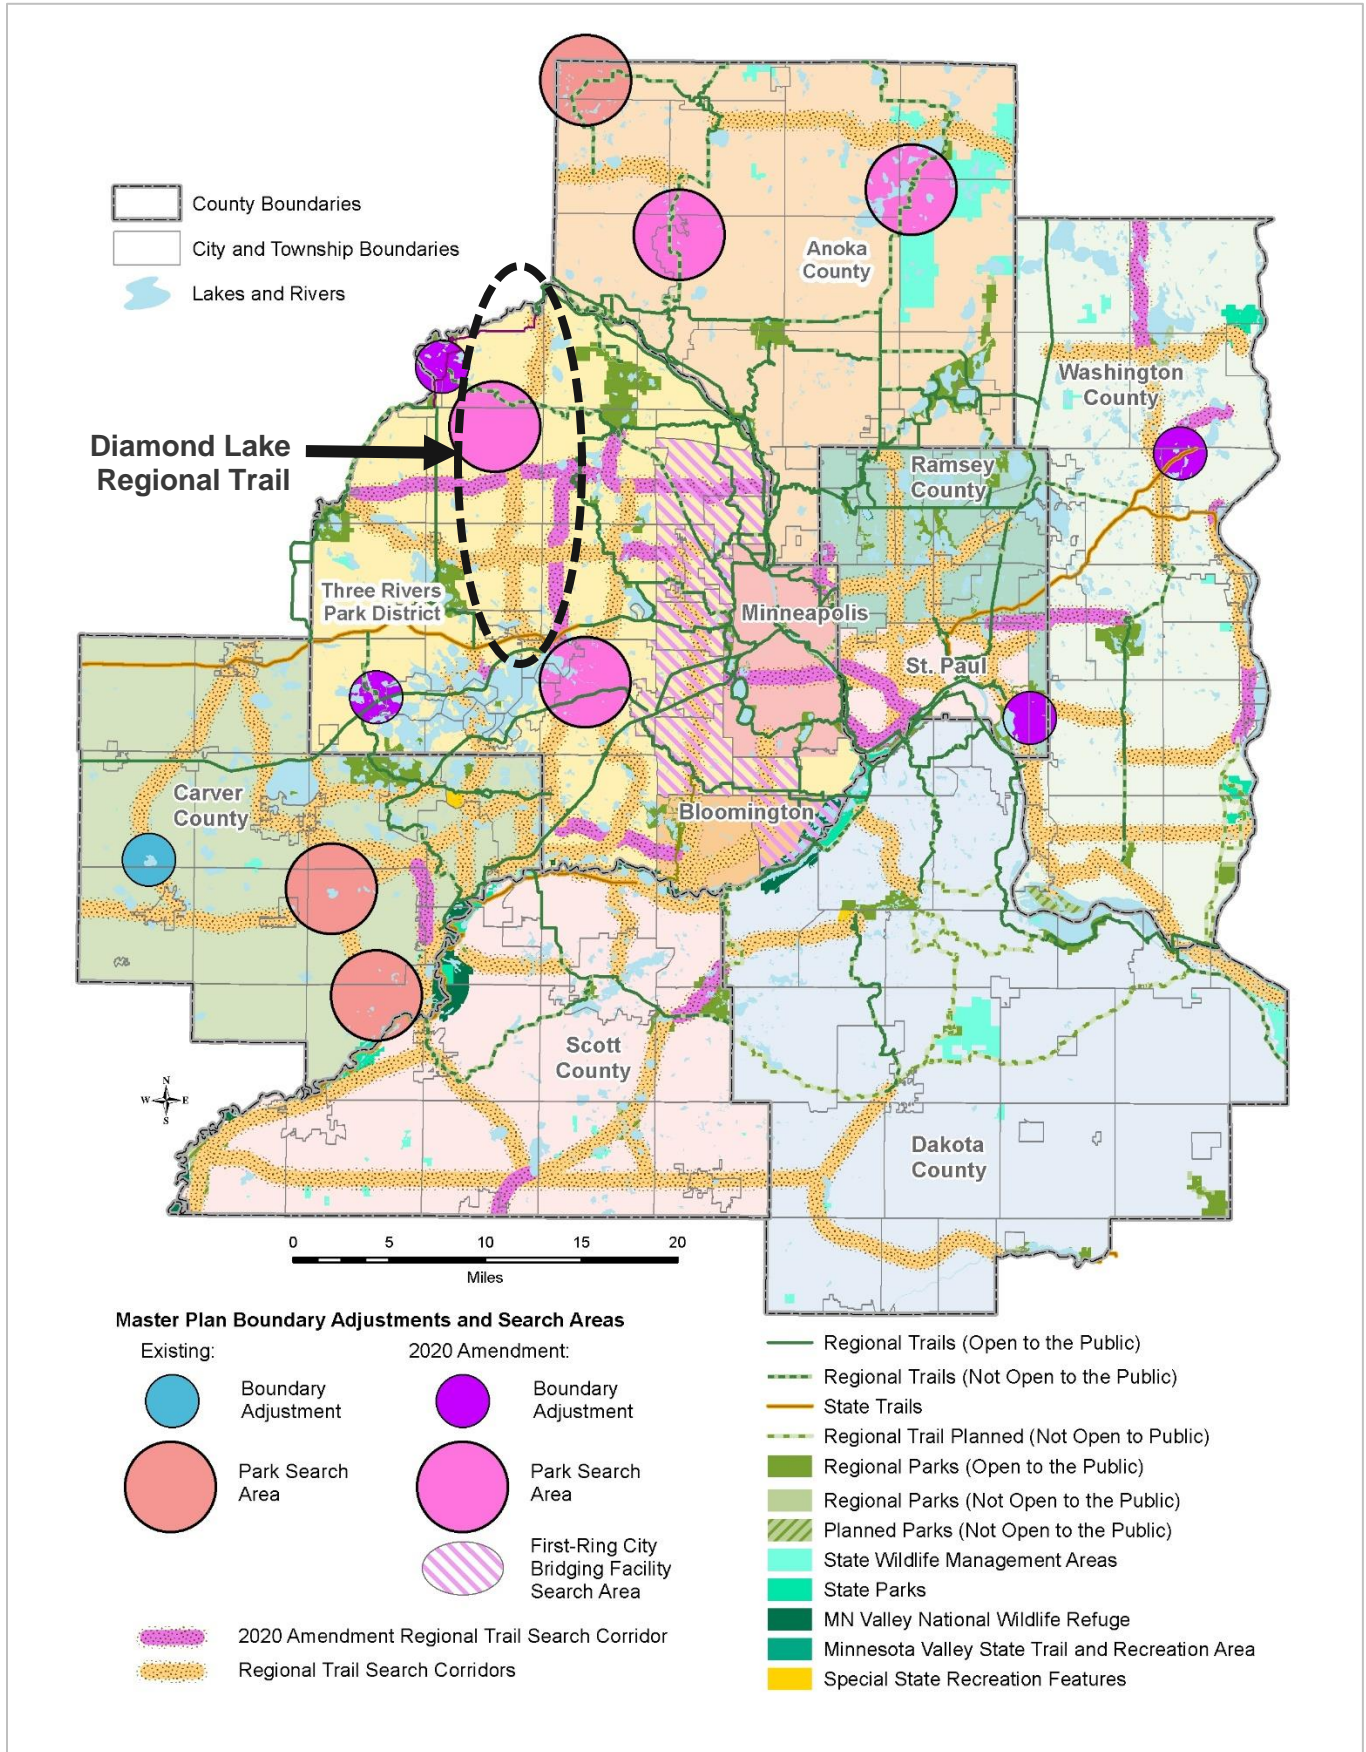 County Boundaries
City and Township Boundaries
Lakes and Rivers
Anoka
County
Washington
County
Diamond Lake
Regional Trail
Ramsey
County
Three Rivers
Park District
Minneapolis
St. Paul
Carver
County
Bloomington
Scott
County
N
W E
S
Dakota
County
0 5 10 15 20
Miles
Master Plan Boundary Adjustments and Search Areas
Existing:
2020 Amendment:
Boundary
Adjustment
Boundary
Adjustment
Park Search
Area
Park Search
Area
First-Ring City
Bridging Facility
Search Area
2020 Amendment Regional Trail Search Corridor
Regional Trail Search Corridors
Regional Trails (Open to the Public)
Regional Trails (Not Open to the Public)
State Trails
Regional Trail Planned (Not Open to Public)
Regional Parks (Open to the Public)
Regional Parks (Not Open to the Public)
Planned Parks (Not Open to the Public)
State Wildlife Management Areas
State Parks
MN Valley National Wildlife Refuge
Minnesota Valley State Trail and Recreation Area
Special State Recreation Features